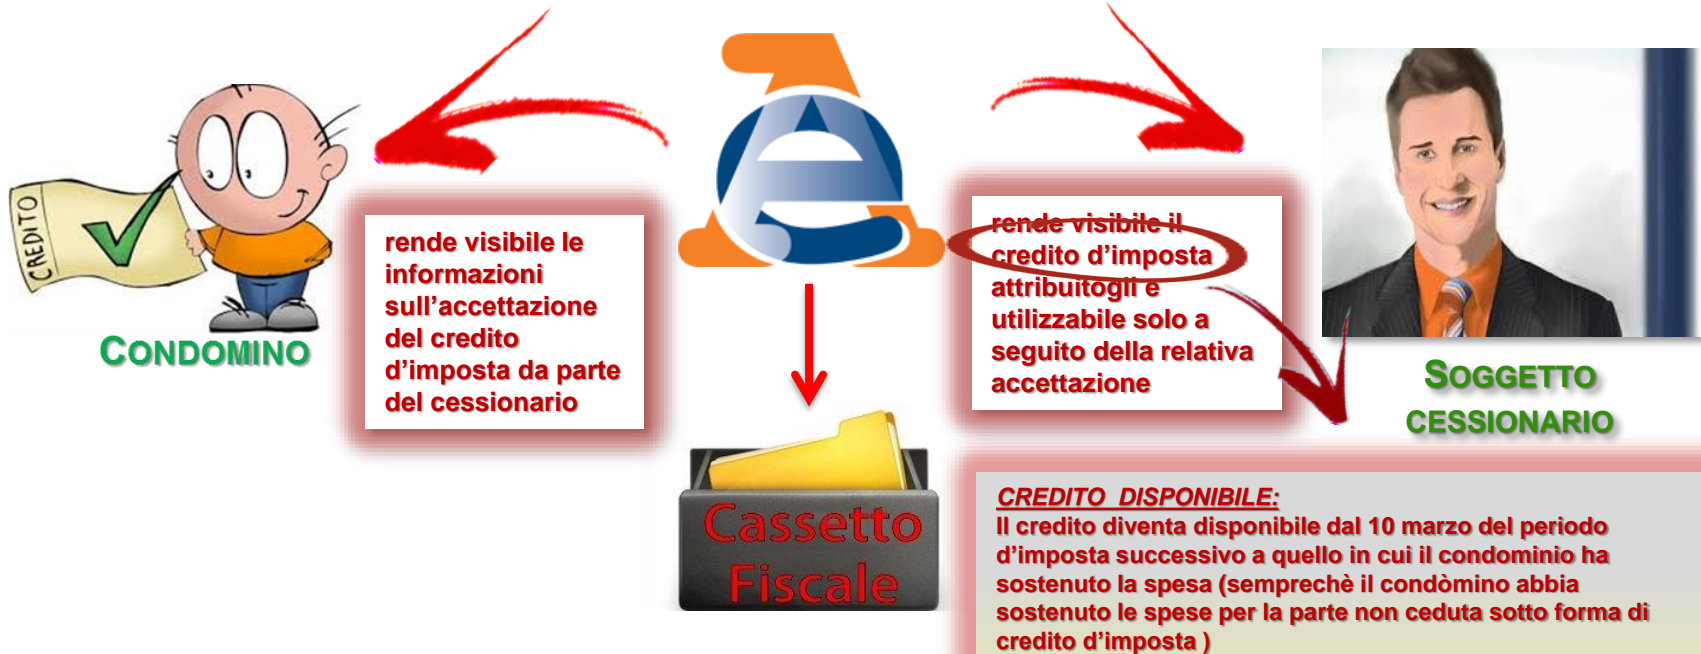 CREDITO
CONDOMINO
rende visibile le
informazioni
sull’accettazione
del credito
d’imposta da parte
del cessionario
Cassetto
Fiscale
rende visibile il
credito d’imposta
attribuitogli e
utilizzabile solo a
seguito della relativa
accettazione
SOGGETTO
CESSIONARIO
CREDITO DISPONIBILE:
Il credito diventa disponibile dal 10 marzo del periodo
d’imposta successivo a quello in cui il condominio ha
sostenuto la spesa (semprechè il condòmino abbia
sostenuto le spese per la parte non ceduta sotto forma di
credito d’imposta )